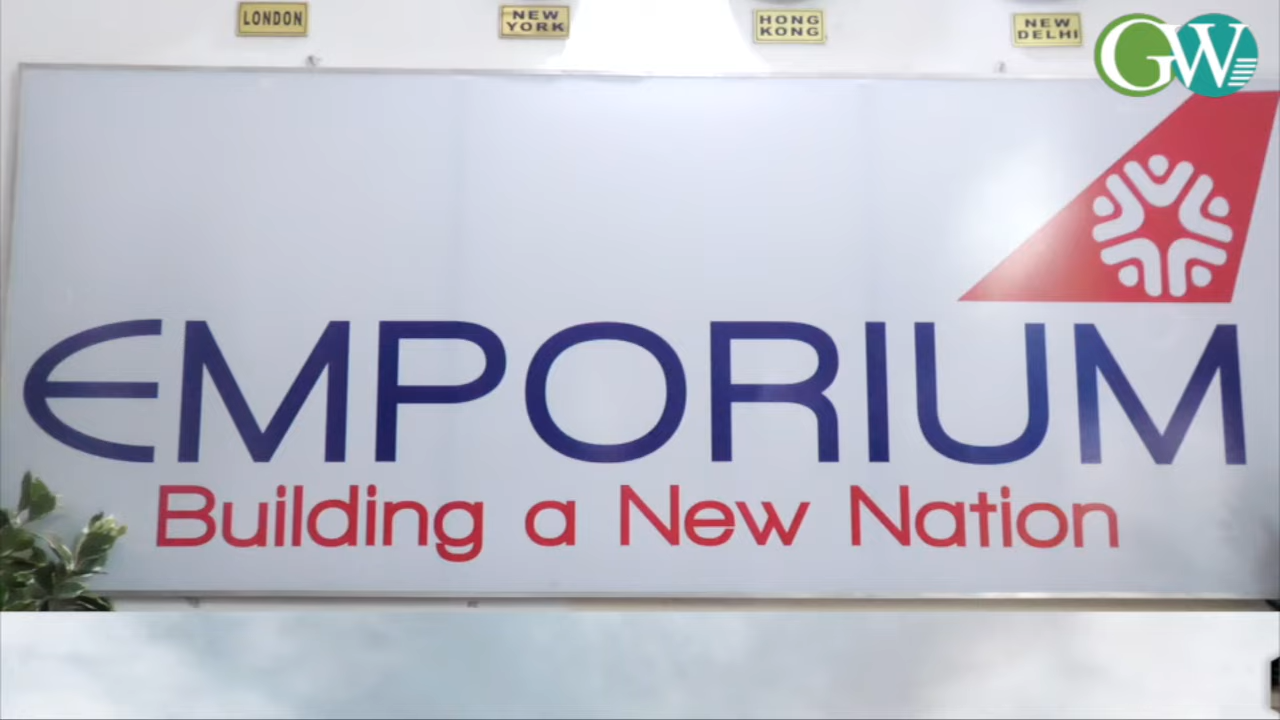 LONDON
NEW
YORK
HONG
KONG
NEW
DELHI
GW
EMPORIUM
Building a New Nation